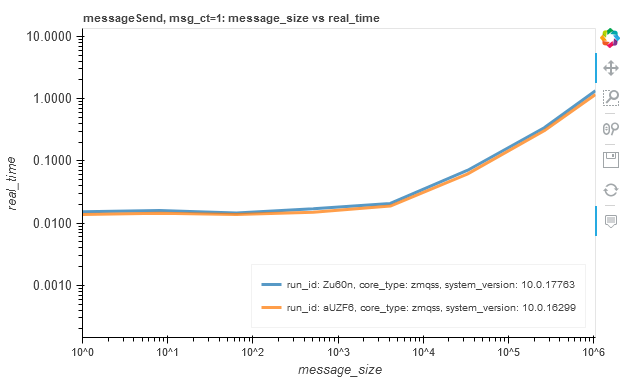 messageSend, msg_ct=1: message_size vs real_time
10.0000
1.0000
0.1000
0.0100
0.0010
real_time
run_id: Zu60n, core_type: zmqss, system_version: 10.0.17763
run_id: aUZF6, core_type: zmqss, system_version: 10.0.16299
10^0 10^1 10^2 10^3 10^4 10^5 10^6
message_size